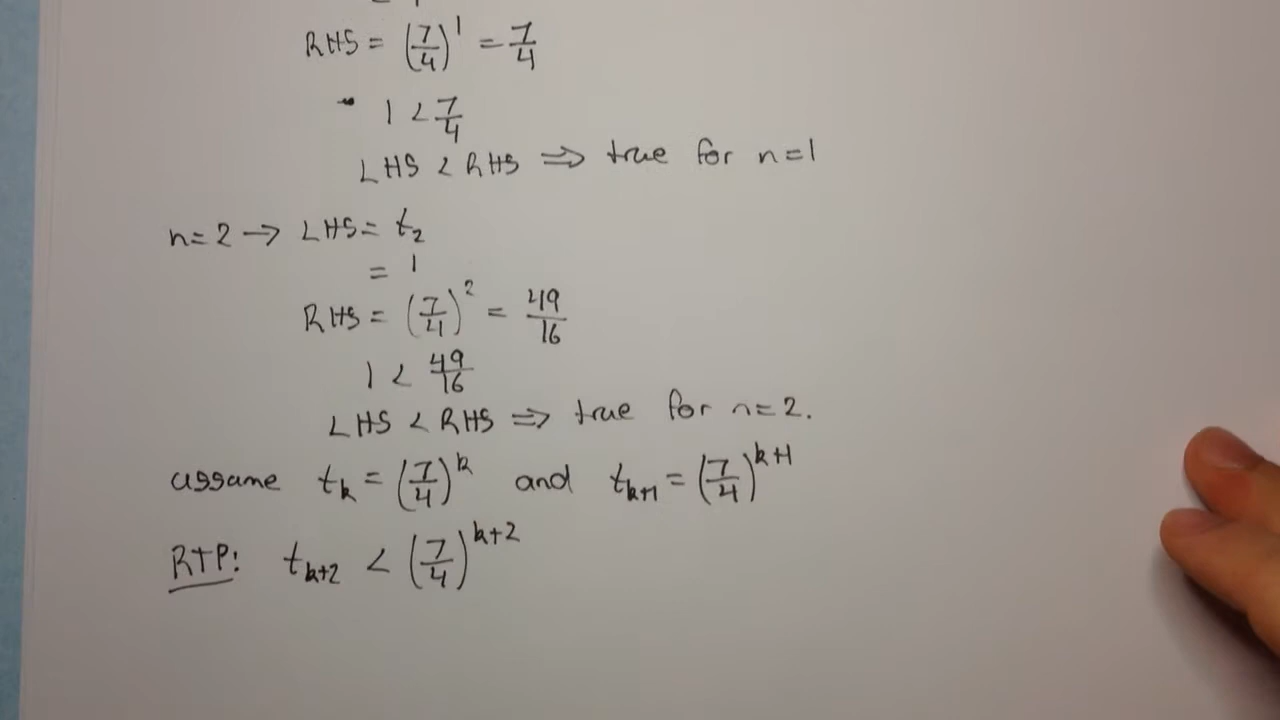 RHS = (7/4)^1 = 7/4
1 < 7/4
LHS < RHS ⇒ true for n=1
n=2 → LHS = t_2
= 1
RHS = (7/4)^2 = 49/16
1 < 49/16
LHS < RHS ⇒ true for n=2.
assume t_k = (7/4)^k and t_{k+1} = (7/4)^{k+1}
RTP: t_{k+2} < (7/4)^{k+2}